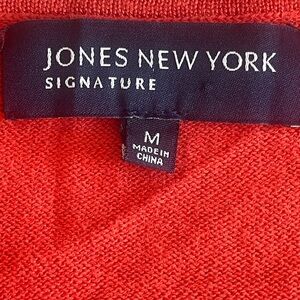 JONES NEW YORK
SIGNATURE
M
MADE IN
CHINA